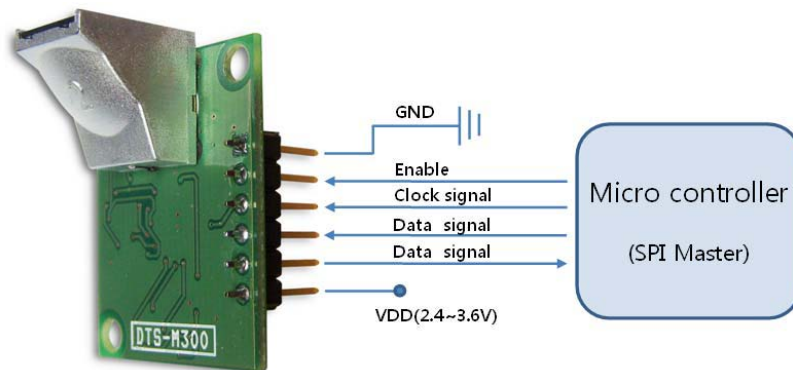 GND
Enable
Clock signal
Data signal
Data signal
VDD(2.4~3.6V)
Micro controller
(SPI Master)
DTS-M300